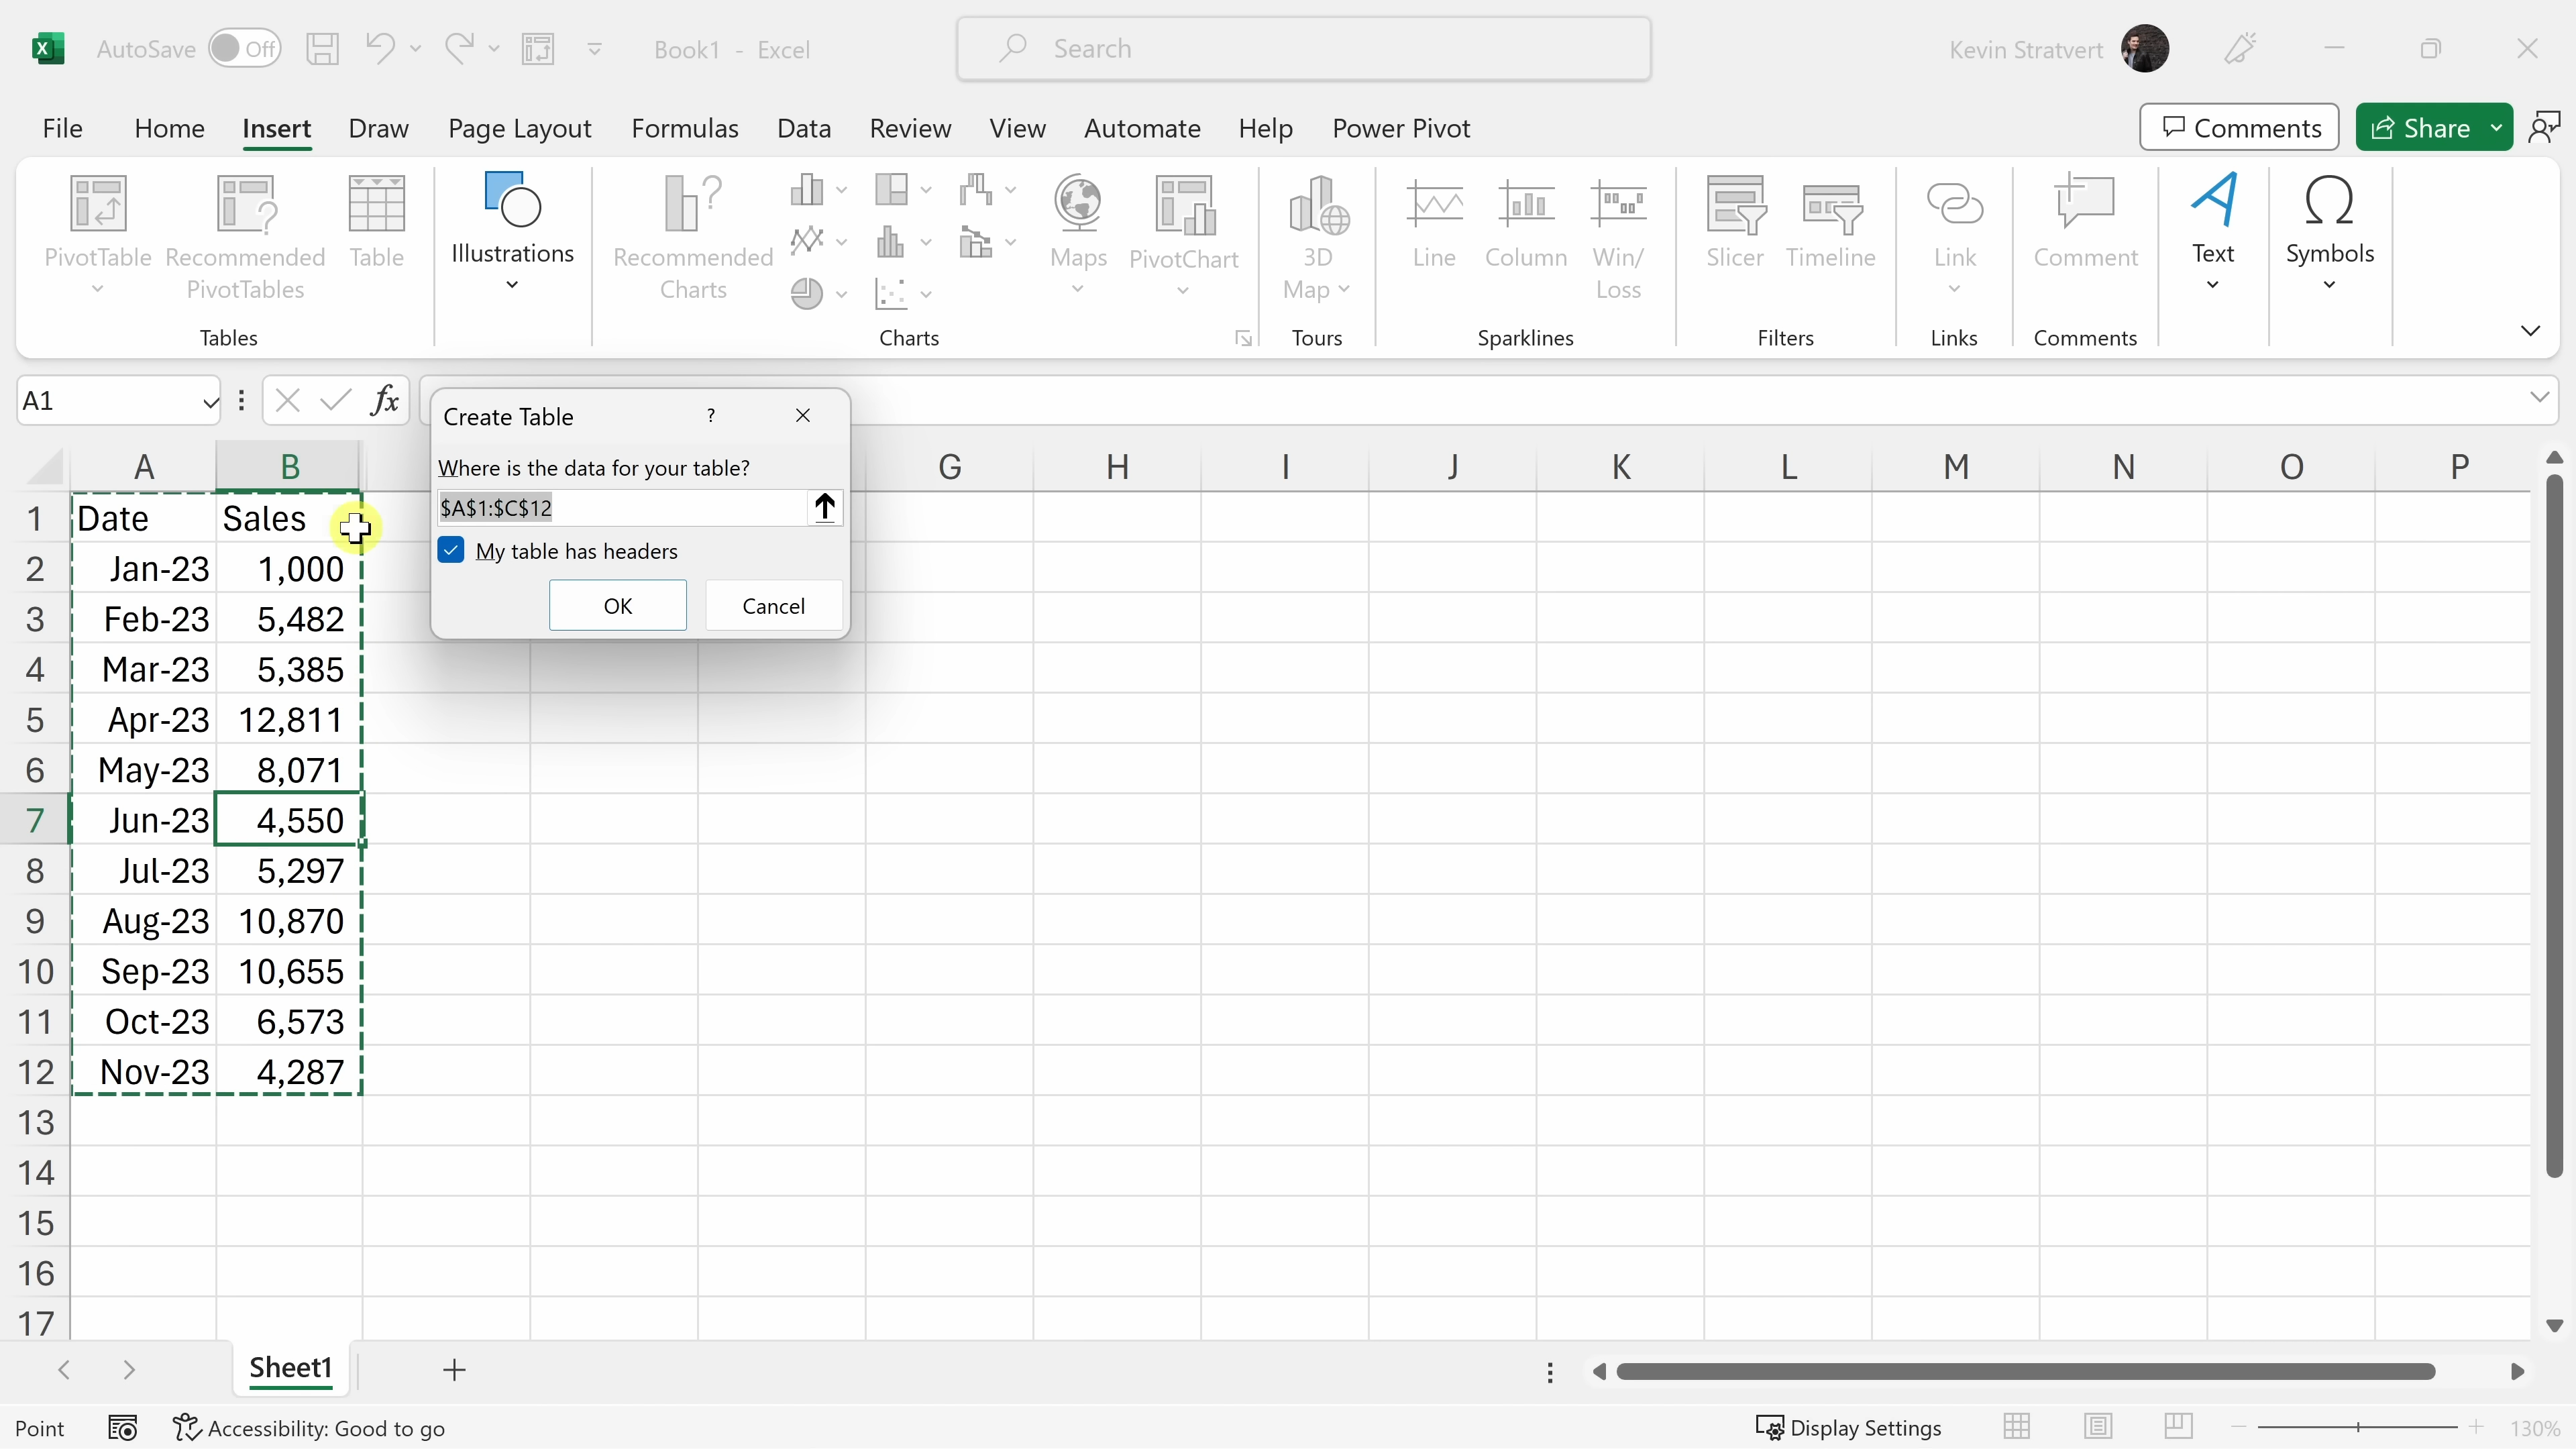 AutoSave Off Book1 - Excel Search Kevin Stratvert
File Home Insert Draw Page Layout Formulas Data Review View Automate Help Power Pivot Comments Share
PivotTable Recommended PivotTables Table Illustrations Recommended Charts Maps PivotChart 3D Map Line Column Win/ Loss Slicer Timeline Link Comment Text Symbols
Tables Charts Tours Sparklines Filters Links Comments
A1 fx
Create Table ? 
Where is the data for your table?
$A$1:$C$12
My table has headers
OK Cancel
A B G H I J K L M N O P
1 Date Sales
2 Jan-23 1,000
3 Feb-23 5,482
4 Mar-23 5,385
5 Apr-23 12,811
6 May-23 8,071
7 Jun-23 4,550
8 Jul-23 5,297
9 Aug-23 10,870
10 Sep-23 10,655
11 Oct-23 6,573
12 Nov-23 4,287
13
14
15
16
17
Sheet1
Point Accessibility: Good to go Display Settings 130%